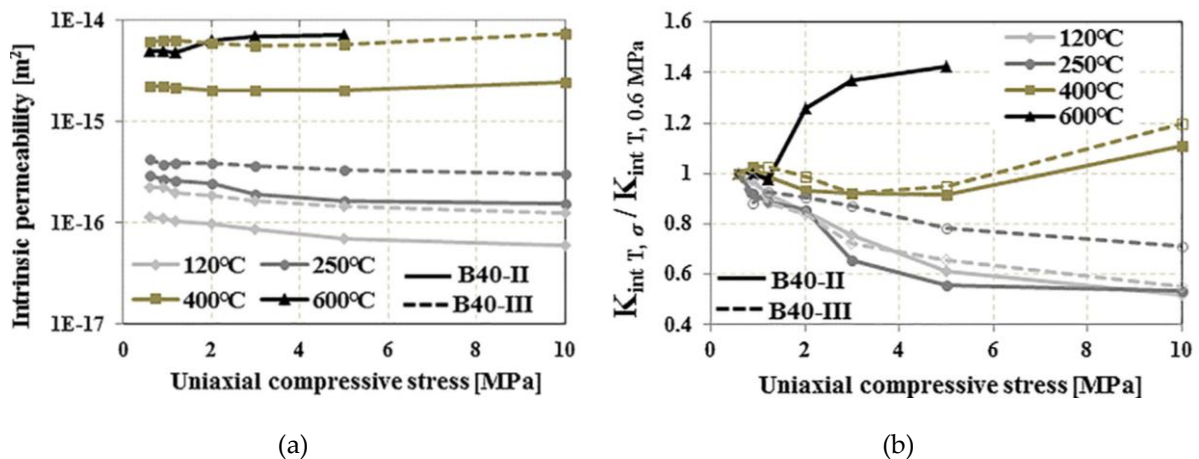 1E-14
1E-15
1E-16
1E-17
Intrinsic permeability [m²]
120°C 250°C
400°C 600°C
B40-II
B40-III
0 2 4 6 8 10
Uniaxial compressive stress [MPa]
(a)
1.6
1.4
1.2
1
0.8
0.6
0.4
K int T, σ / K int T, 0.6 MPa
120°C
250°C
400°C
600°C
B40-II
B40-III
0 2 4 6 8 10
Uniaxial compressive stress [MPa]
(b)